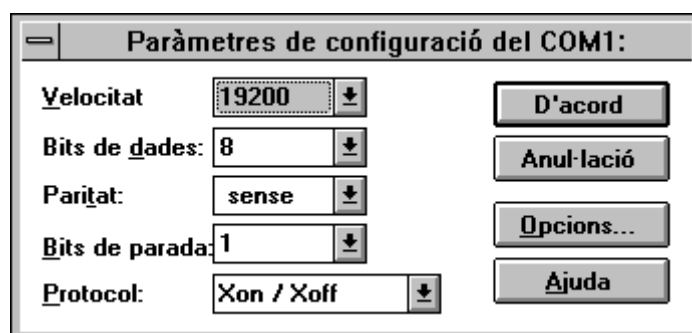 Paràmetres de configuració del COM1:
Velocitat 19200
Bits de dades: 8
Paritat: sense
Bits de parada: 1
Protocol: Xon / Xoff
D'acord
Anul·lació
Opcions...
Ajuda